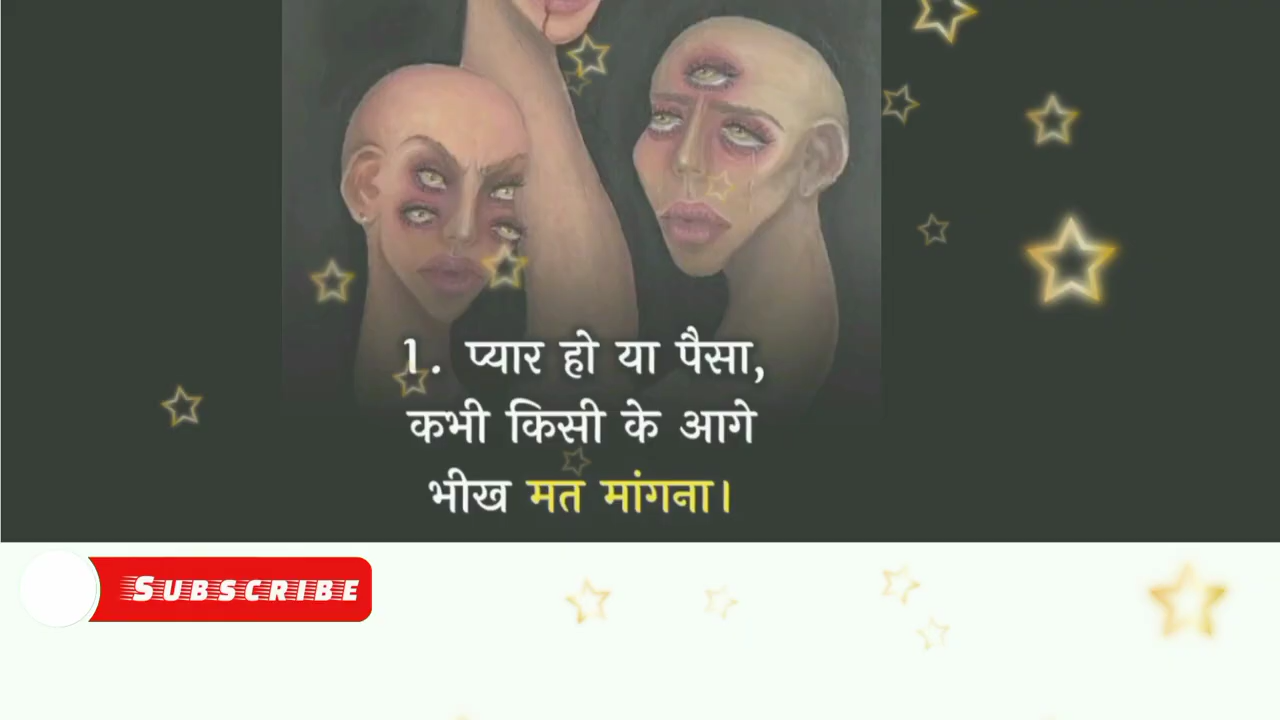 1. प्यार हो या पैसा,
कभी किसी के आगे
भीख मत मांगना।
SUBSCRIBE